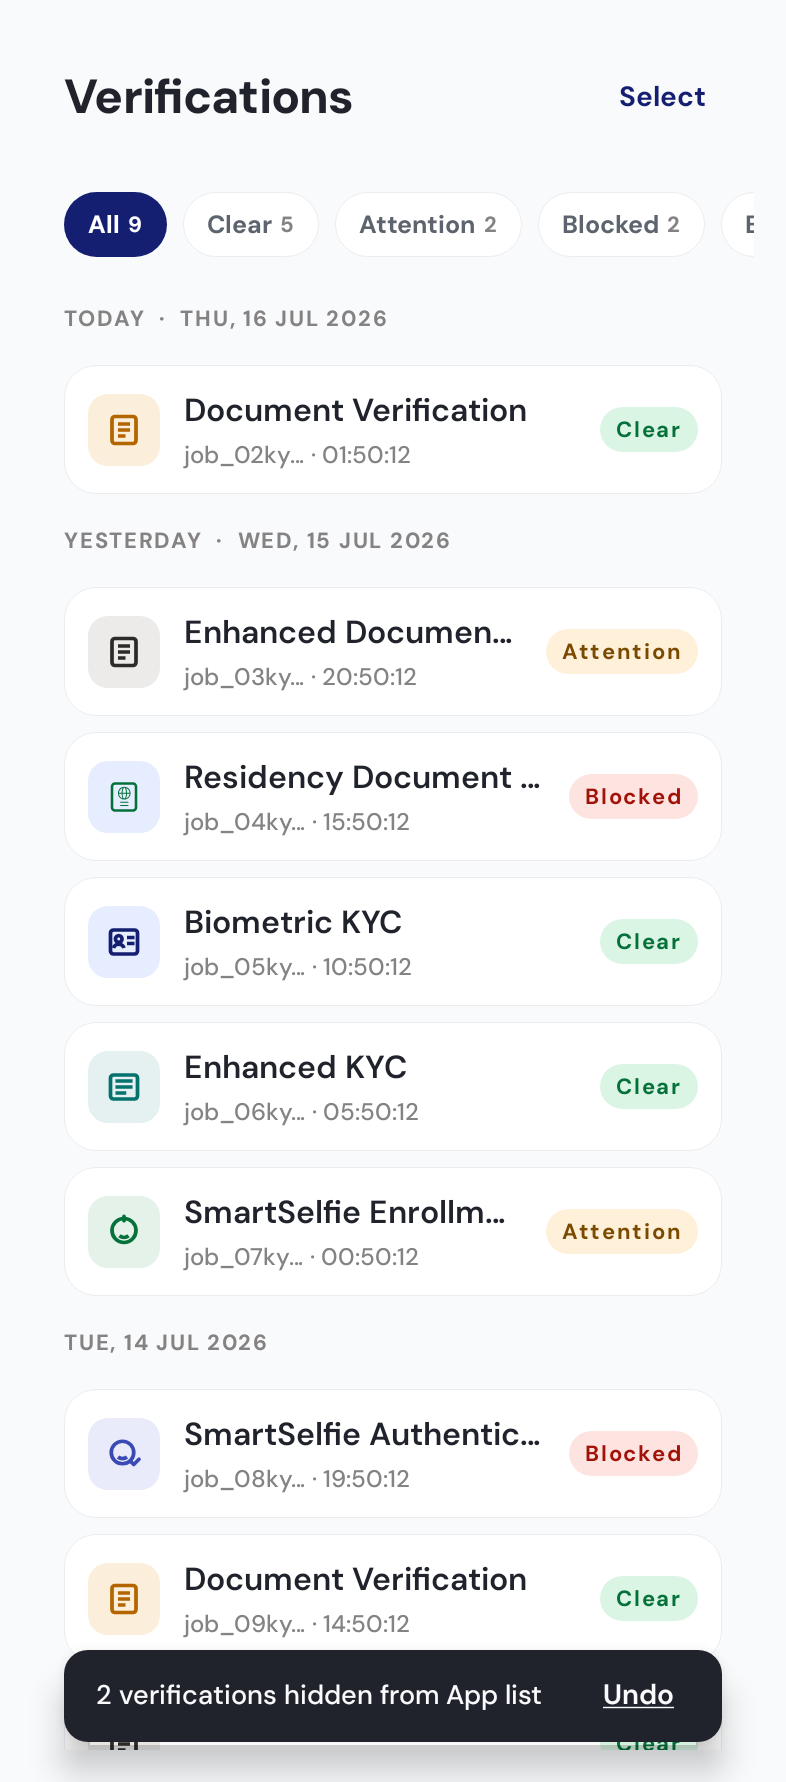 Verifications
Select
All 9
Clear 5
Attention 2
Blocked 2
TODAY · THU, 16 JUL 2026
Document Verification
job_02ky... · 01:50:12
Clear
YESTERDAY · WED, 15 JUL 2026
Enhanced Documen...
job_03ky... · 20:50:12
Attention
Residency Document ...
job_04ky... · 15:50:12
Blocked
Biometric KYC
job_05ky... · 10:50:12
Clear
Enhanced KYC
job_06ky... · 05:50:12
Clear
SmartSelfie Enrollm...
job_07ky... · 00:50:12
Attention
TUE, 14 JUL 2026
SmartSelfie Authentic...
job_08ky... · 19:50:12
Blocked
Document Verification
job_09ky... · 14:50:12
Clear
2 verifications hidden from App list
Undo
Clear